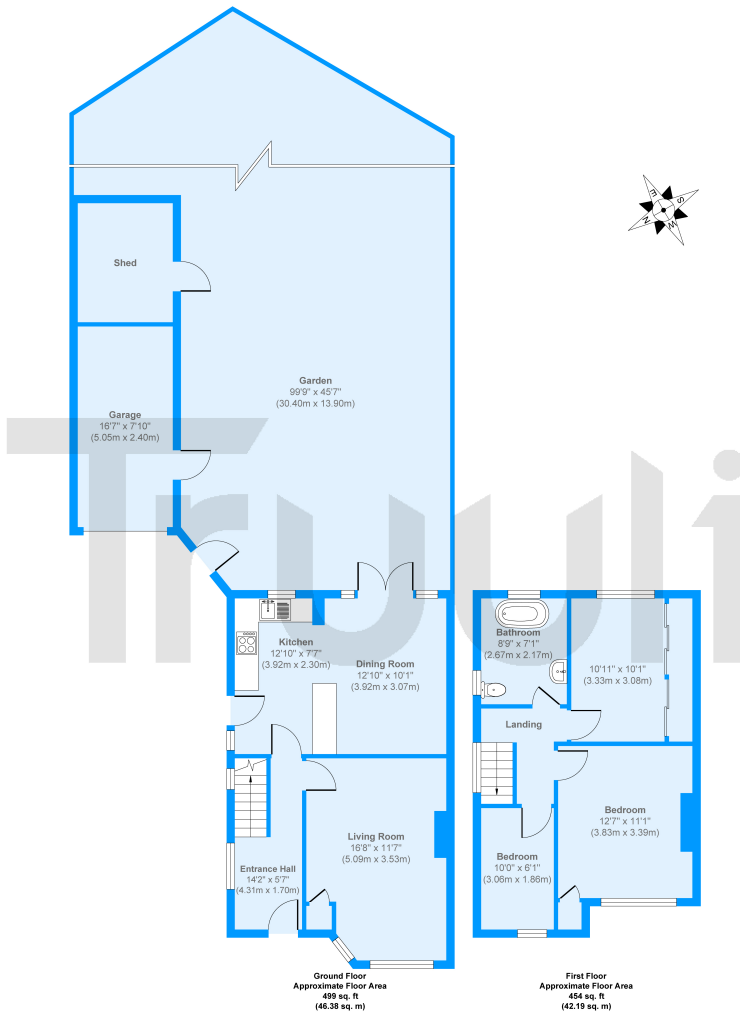 E
S
N
W
Shed
Garden
99'9" x 45'7"
(30.40m x 13.90m)
Garage
16'7" x 7'10"
(5.05m x 2.40m)
Truuli
Kitchen
12'10" x 7'7"
(3.92m x 2.30m)
Dining Room
12'10" x 10'1"
(3.92m x 3.07m)
Bathroom
8'9" x 7'1"
(2.67m x 2.17m)
10'11" x 10'1"
(3.33m x 3.08m)
Landing
Living Room
16'8" x 11'7"
(5.09m x 3.53m)
Entrance Hall
14'2" x 5'7"
(4.31m x 1.70m)
Bedroom
12'7" x 11'1"
(3.83m x 3.39m)
Bedroom
10'0" x 6'1"
(3.06m x 1.86m)
Ground Floor
Approximate Floor Area
499 sq. ft
(46.38 sq. m)
First Floor
Approximate Floor Area
454 sq. ft
(42.19 sq. m)